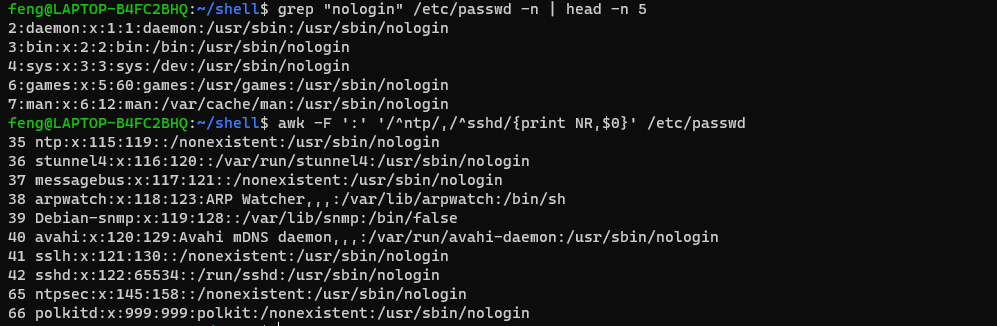 feng@LAPTOP-B4FC2BHQ:~/shell$ grep "nologin" /etc/passwd -n | head -n 5
2:daemon:x:1:1:daemon:/usr/sbin:/usr/sbin/nologin
3:bin:x:2:2:bin:/bin:/usr/sbin/nologin
4:sys:x:3:3:sys:/dev:/usr/sbin/nologin
6:games:x:5:60:games:/usr/games:/usr/sbin/nologin
7:man:x:6:12:man:/var/cache/man:/usr/sbin/nologin
feng@LAPTOP-B4FC2BHQ:~/shell$ awk -F ':' '/^ntp/,/^sshd/{print NR,$0}' /etc/passwd
35 ntp:x:115:119::/nonexistent:/usr/sbin/nologin
36 stunnel4:x:116:120::/var/run/stunnel4:/usr/sbin/nologin
37 messagebus:x:117:121::/nonexistent:/usr/sbin/nologin
38 arpwatch:x:118:123:ARP Watcher,,,:/var/lib/arpwatch:/bin/sh
39 Debian-snmp:x:119:128::/var/lib/snmp:/bin/false
40 avahi:x:120:129:Avahi mDNS daemon,,,:/var/run/avahi-daemon:/usr/sbin/nologin
41 sslh:x:121:130::/nonexistent:/usr/sbin/nologin
42 sshd:x:122:65534::/run/sshd:/usr/sbin/nologin
65 ntpsec:x:145:158::/nonexistent:/usr/sbin/nologin
66 polkitd:x:999:999:polkit:/nonexistent:/usr/sbin/nologin